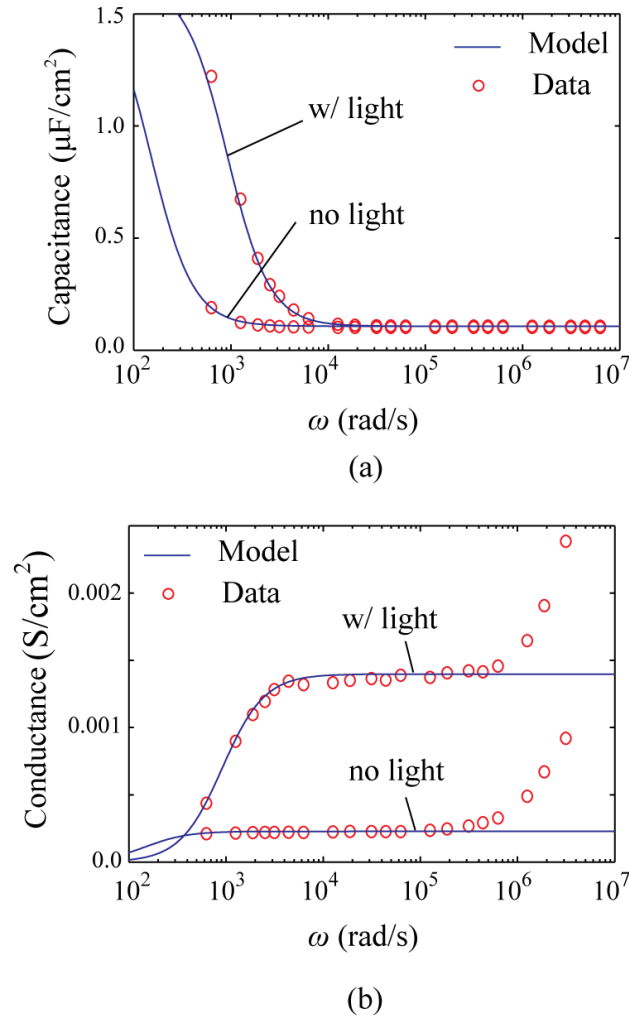 1.5
1.0
0.5
0.0
Capacitance (μF/cm²)
Model
Data
w/ light
no light
10² 10³ 10⁴ 10⁵ 10⁶ 10⁷
ω (rad/s)
(a)
0.002
0.001
0.0
Conductance (S/cm²)
Model
Data
w/ light
no light
10² 10³ 10⁴ 10⁵ 10⁶ 10⁷
ω (rad/s)
(b)